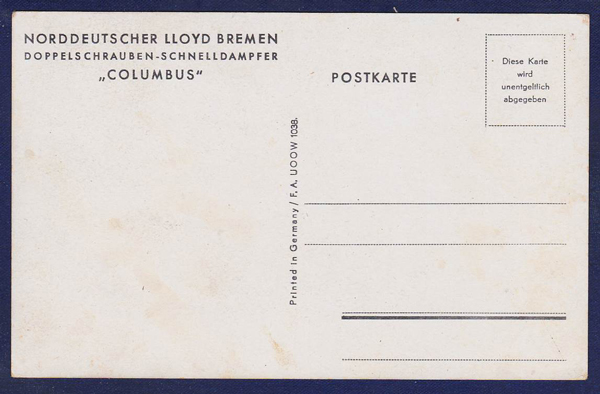 NORDDEUTSCHER LLOYD BREMEN
DOPPELSCHRAUBEN-SCHNELLDAMPFER
„COLUMBUS“
POSTKARTE
Diese Karte
wird
unentgeltlich
abgegeben
Printed in Germany / F. A. UOOW 1038.